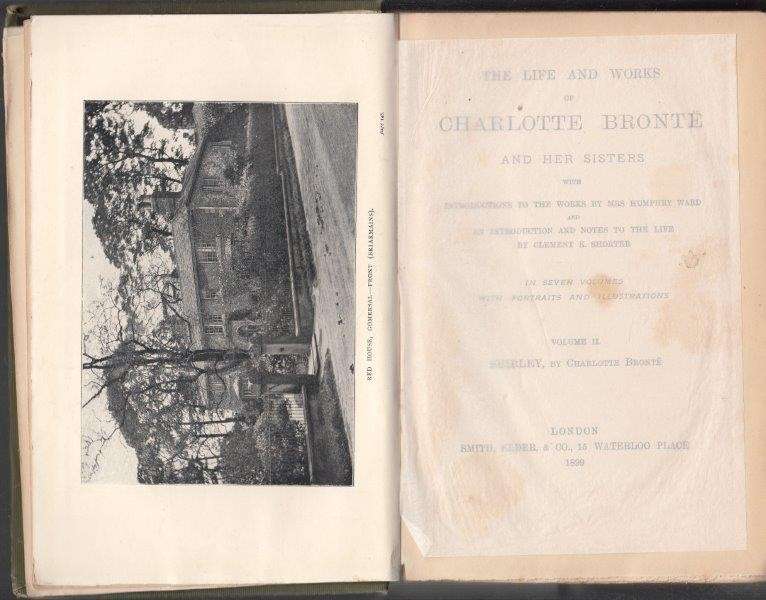 PAGE 142.
RED HOUSE, GOMERSAL—FRONT (BRIARMAINS).
THE LIFE AND WORKS
OF
CHARLOTTE BRONTË
AND HER SISTERS
WITH
INTRODUCTIONS TO THE WORKS BY MRS HUMPHRY WARD
AND
AN INTRODUCTION AND NOTES TO THE LIFE
BY CLEMENT K. SHORTER
IN SEVEN VOLUMES
WITH PORTRAITS AND ILLUSTRATIONS
VOLUME II.
SHIRLEY, BY CHARLOTTE BRONTË
LONDON
SMITH, ELDER, & CO., 15 WATERLOO PLACE
1899